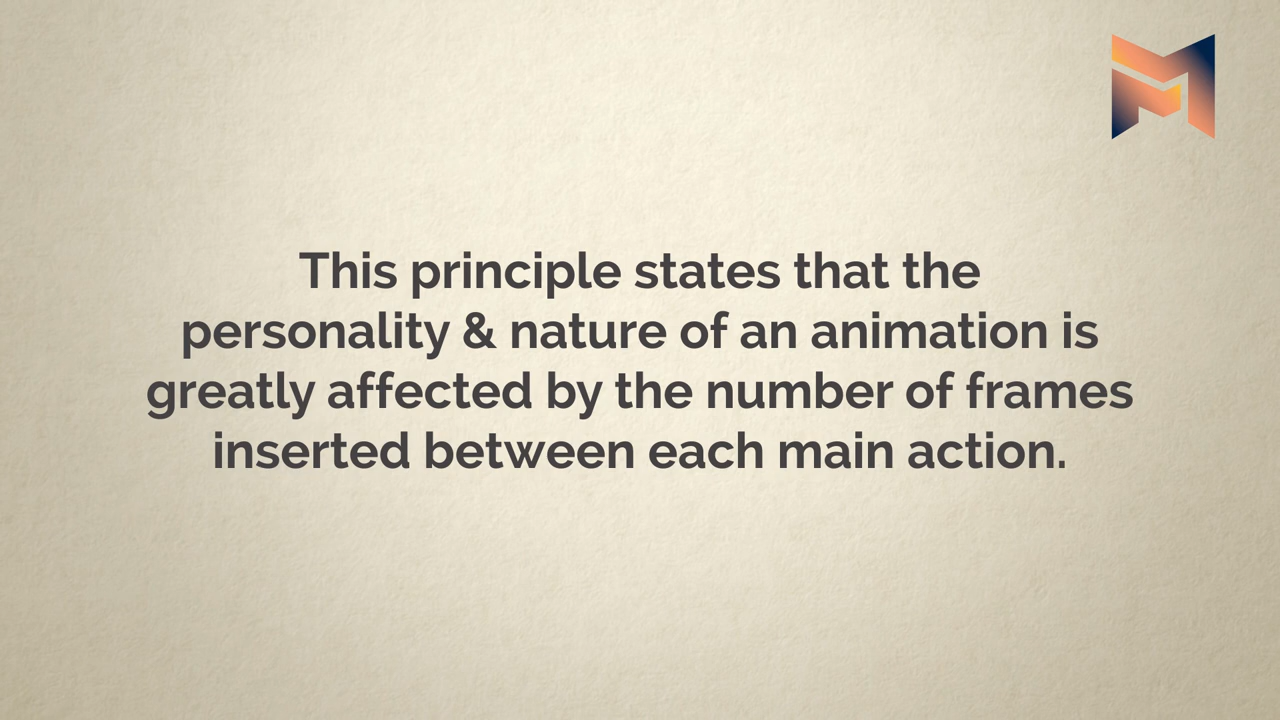 This principle states that the
personality & nature of an animation is
greatly affected by the number of frames
inserted between each main action.